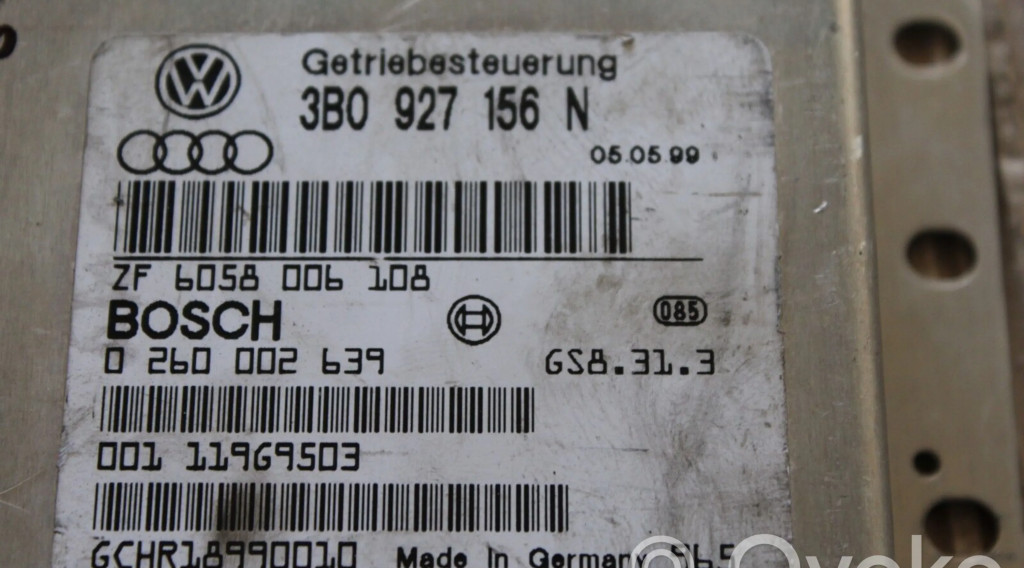 Getriebesteuerung
3B0 927 156 N
05.05.99
ZF 6058 006 108
BOSCH
085
0 260 002 639 GS8.31.3
001 11969503
GCHR18990010 Made In Germany 965